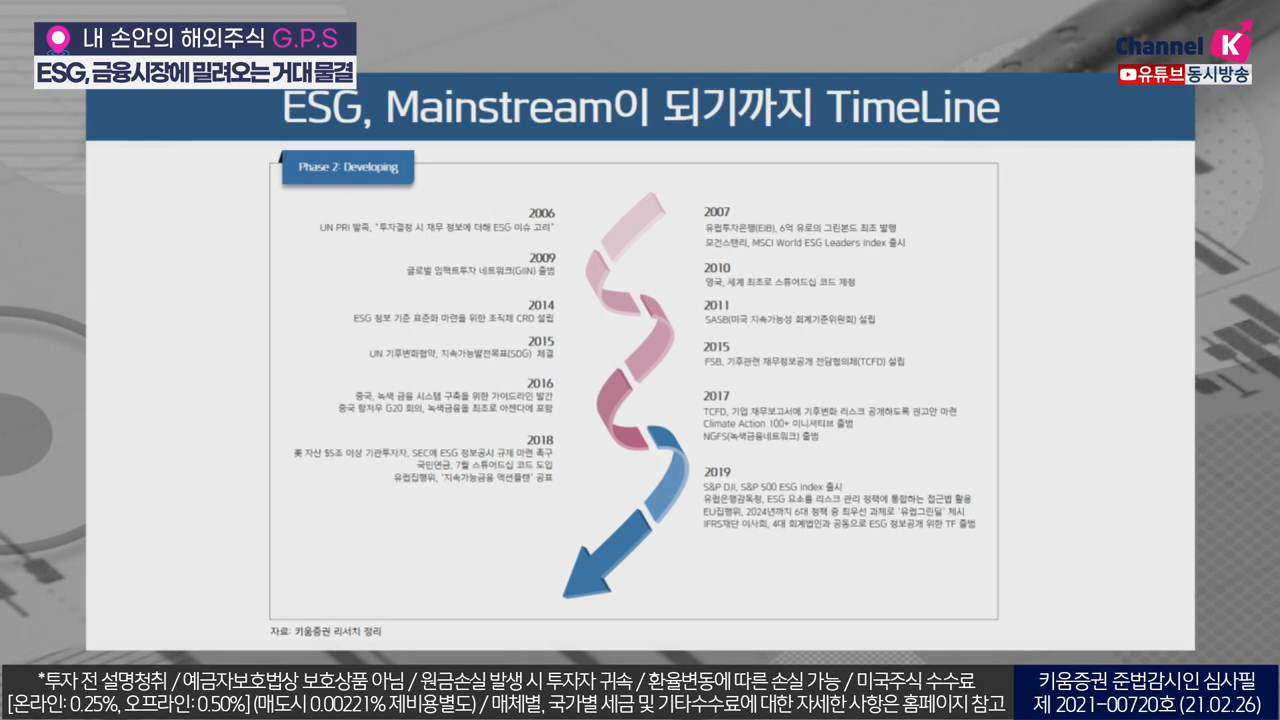 내 손안의 해외주식 G.P.S
ESG, 금융시장에 밀려오는 거대 물결
Channel K
유튜브동시방송
ESG, Mainstream이 되기까지 TimeLine
Phase 2: Developing
2006
UN PRI 발족, "투자결정 시 재무 정보에 더해 ESG 이슈 고려"
2007
유럽투자은행(EIB), 6억 유로의 그린본드 최초 발행
모건스탠리, MSCI World ESG Leaders Index 출시
2009
글로벌 임팩트투자 네트워크(GIIN) 출범
2010
영국, 세계 최초로 스튜어드십 코드 제정
2014
ESG 정보 기준 표준화 마련을 위한 조직체 CRD 설립
2011
SASB(미국 지속가능성 회계기준위원회) 설립
2015
UN 기후변화협약, 지속가능발전목표(SDG) 체결
2015
FSB, 기후관련 재무정보공개 전담협의체(TCFD) 설립
2016
중국, 녹색 금융 시스템 구축을 위한 가이드라인 발간
중국 항저우 G20 회의, 녹색금융을 최초로 아젠다에 포함
2017
TCFD, 기업 재무보고서에 기후변화 리스크 공개하도록 권고안 마련
Climate Action 100+ 이니셔티브 출범
NGFS(녹색금융네트워크) 출범
2018
美 자산 $5조 이상 기관투자자, SEC에 ESG 정보공시 규제 마련 촉구
국민연금, 7월 스튜어드십 코드 도입
유럽집행위, '지속가능금융 액션플랜' 공표
2019
S&P DJI, S&P 500 ESG Index 출시
유럽은행감독청, ESG 요소를 리스크 관리 정책에 통합하는 접근법 활용
EU집행위, 2024년까지 6대 정책 중 최우선 과제로 '유럽그린딜' 제시
IFRS재단 이사회, 4대 회계법인과 공동으로 ESG 정보공개 위한 TF 출범
자료: 키움증권 리서치 정리
*투자 전 설명청취 / 예금자보호법상 보호상품 아님 / 원금손실 발생 시 투자자 귀속 / 환율변동에 따른 손실 가능 / 미국주식 수수료
[온라인: 0.25%, 오프라인: 0.50%] (매도시 0.00221% 제비용별도) / 매체별, 국가별 세금 및 기타수수료에 대한 자세한 사항은 홈페이지 참고
키움증권 준법감시인 심사필
제 2021-00720호 (21.02.26)